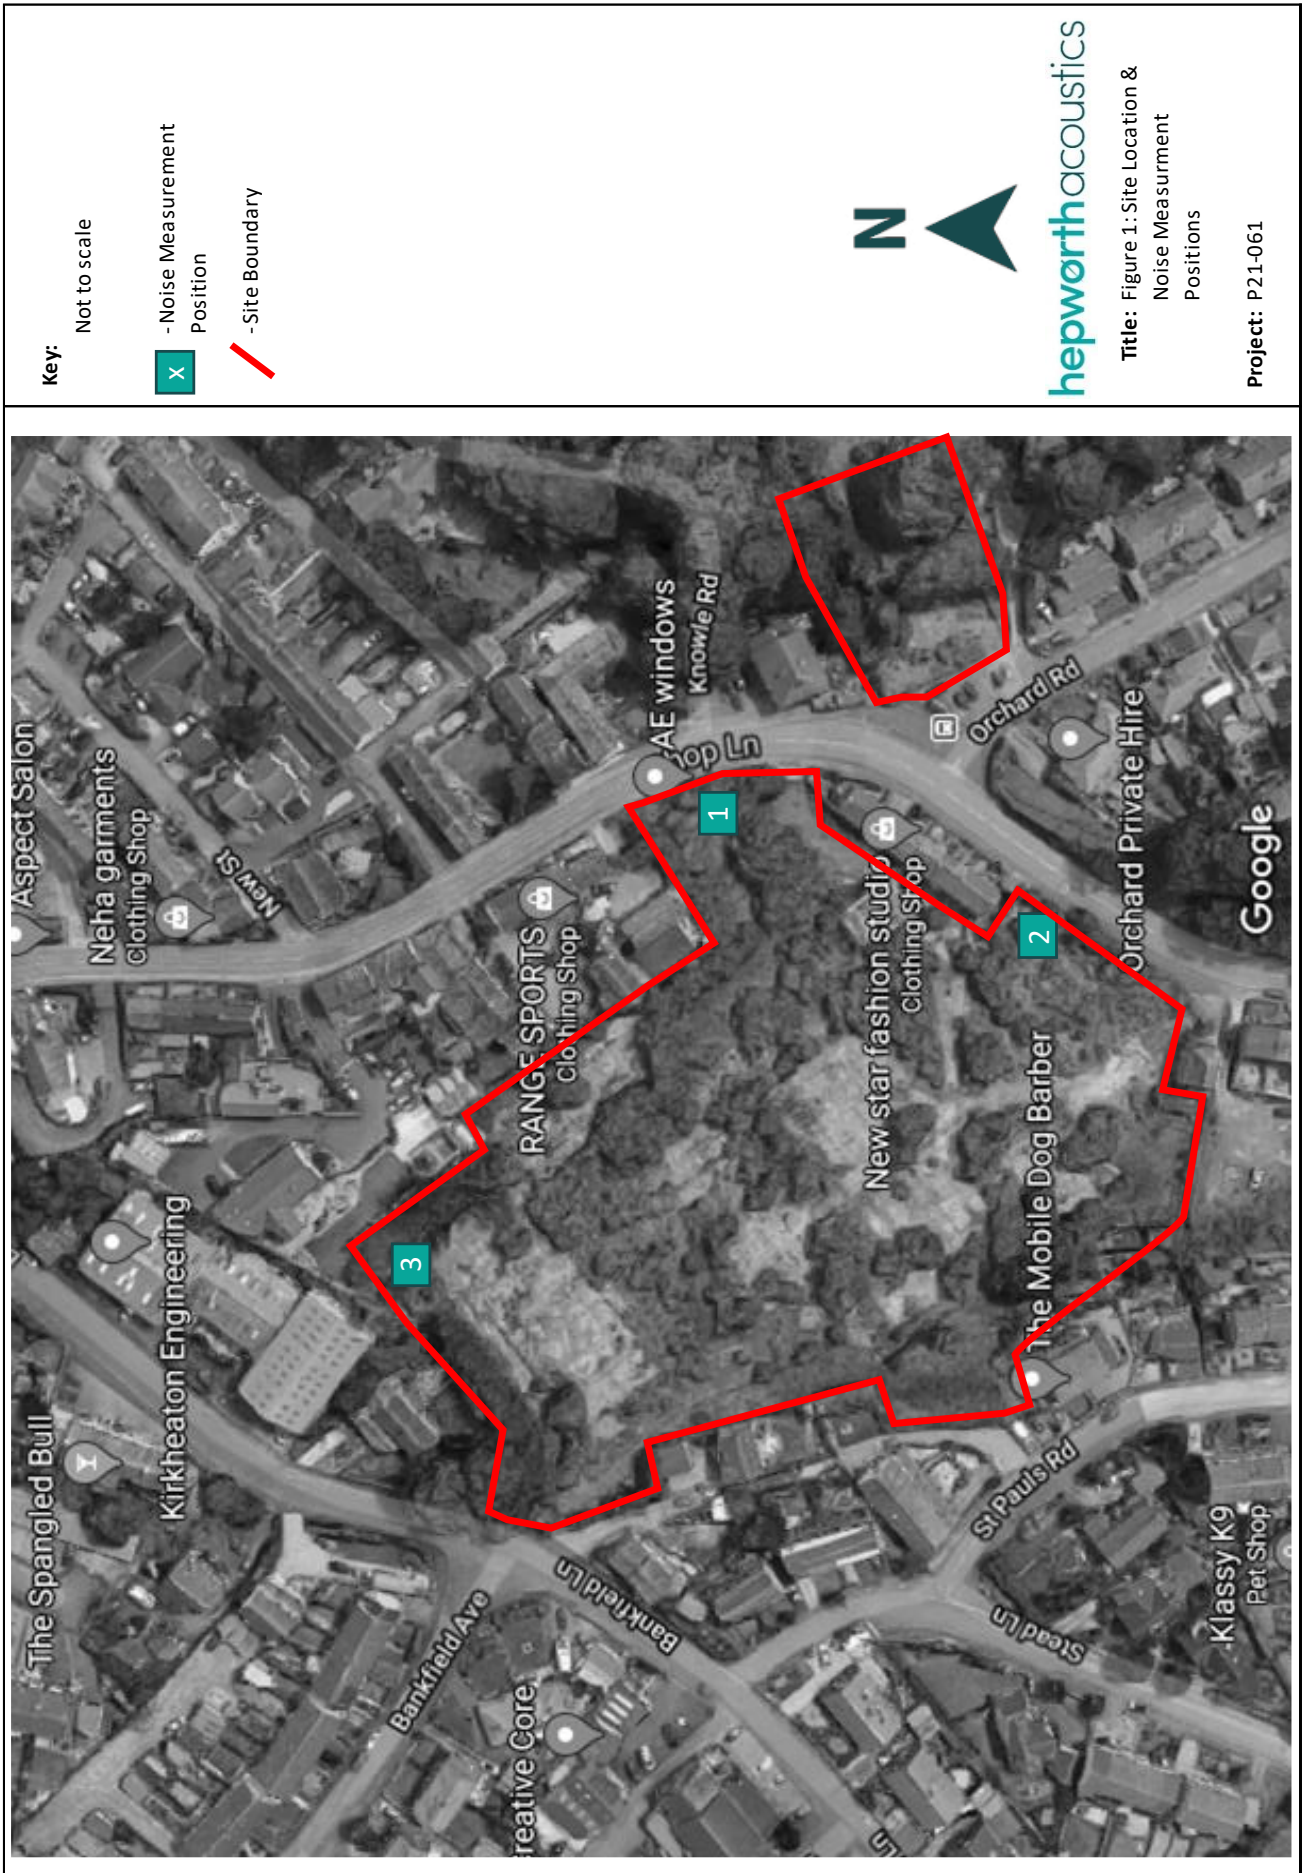 The Spangled Bull
Kirkheaton Engineering
Aspect Salon
Neha garments
Clothing Shop
New St
RANGE SPORTS
Clothing Shop
AE windows
Knowle Rd
hop Ln
1
2
3
Bankfield Ave
Bankfield Ln
reative Core
New star fashion studio
Clothing Shop
Orchard Rd
Orchard Private Hire
The Mobile Dog Barber
St Pauls Rd
Stead Ln
Ln
Klassy K9
Pet Shop
Google
Key:
Not to scale
X
- Noise Measurement
Position
- Site Boundary
N
hepworthacoustics
Title: Figure 1: Site Location &
Noise Measurment
Positions
Project: P21-061